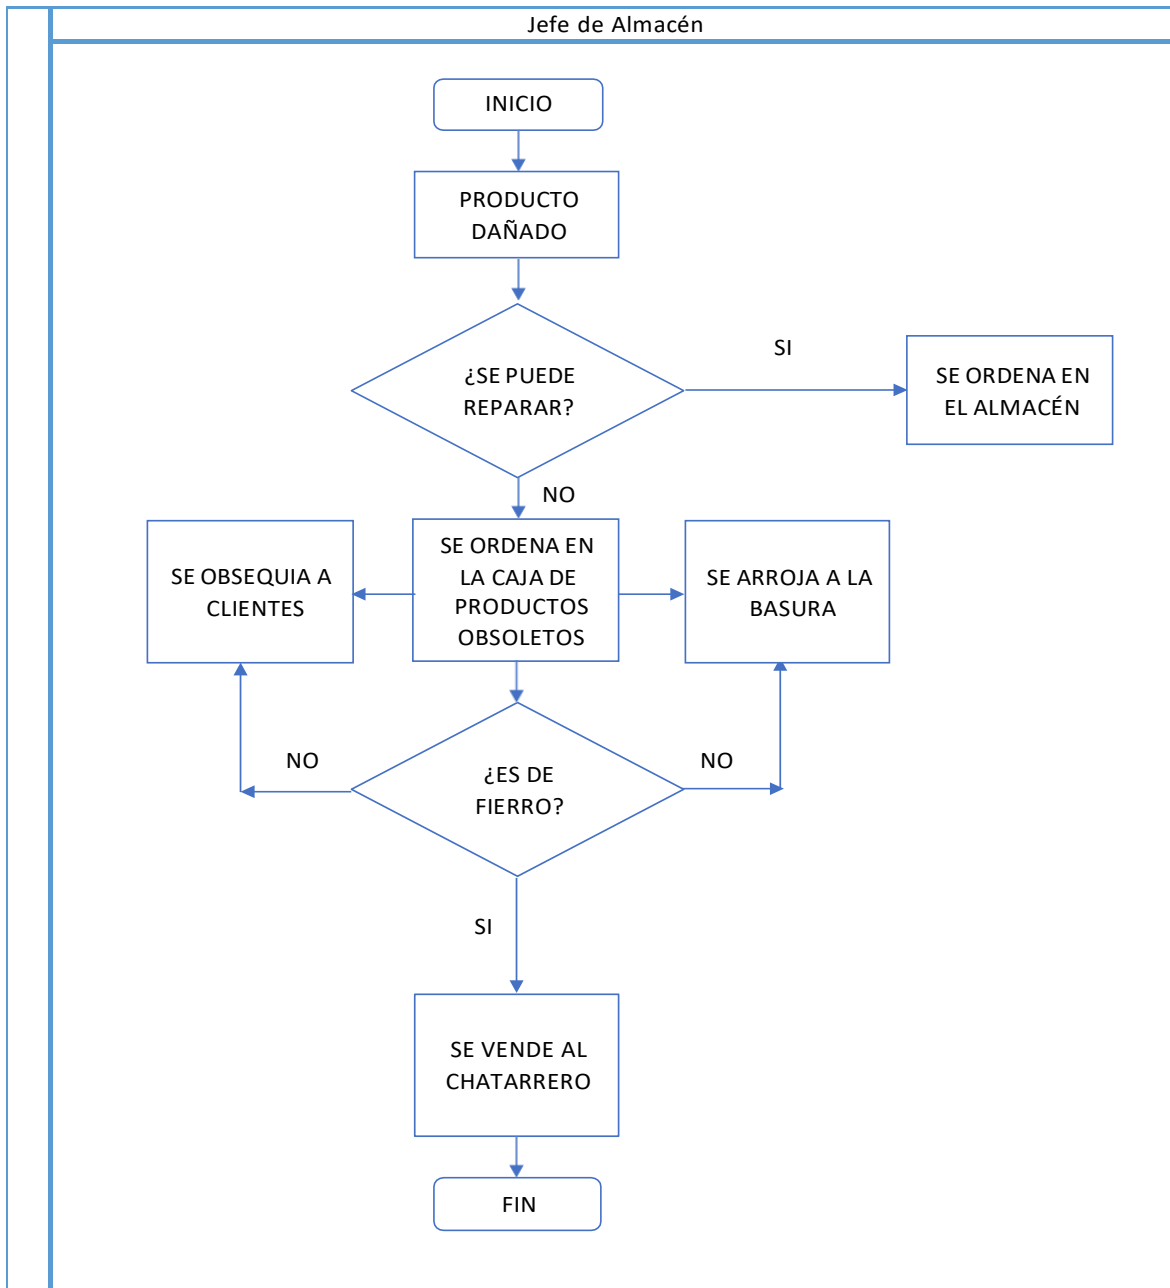 Jefe de Almacén
INICIO
PRODUCTO
DAÑADO
¿SE PUEDE
REPARAR?
SI
SE ORDENA EN
EL ALMACÉN
NO
SE OBSEQUIA A
CLIENTES
SE ORDENA EN
LA CAJA DE
PRODUCTOS
OBSOLETOS
SE ARROJA A LA
BASURA
NO
¿ES DE
FIERRO?
NO
SI
SE VENDE AL
CHATARRERO
FIN